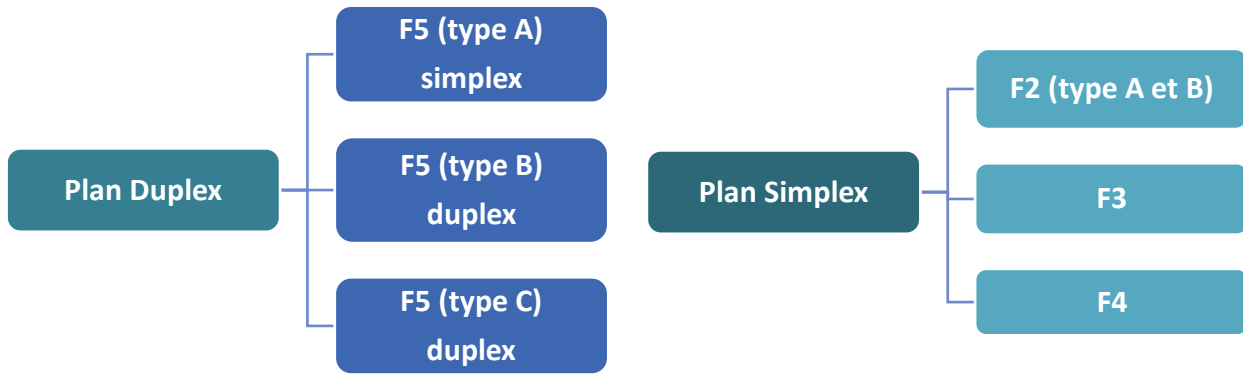 Plan Duplex
F5 (type A)
simplex
F5 (type B)
duplex
F5 (type C)
duplex
Plan Simplex
F2 (type A et B)
F3
F4